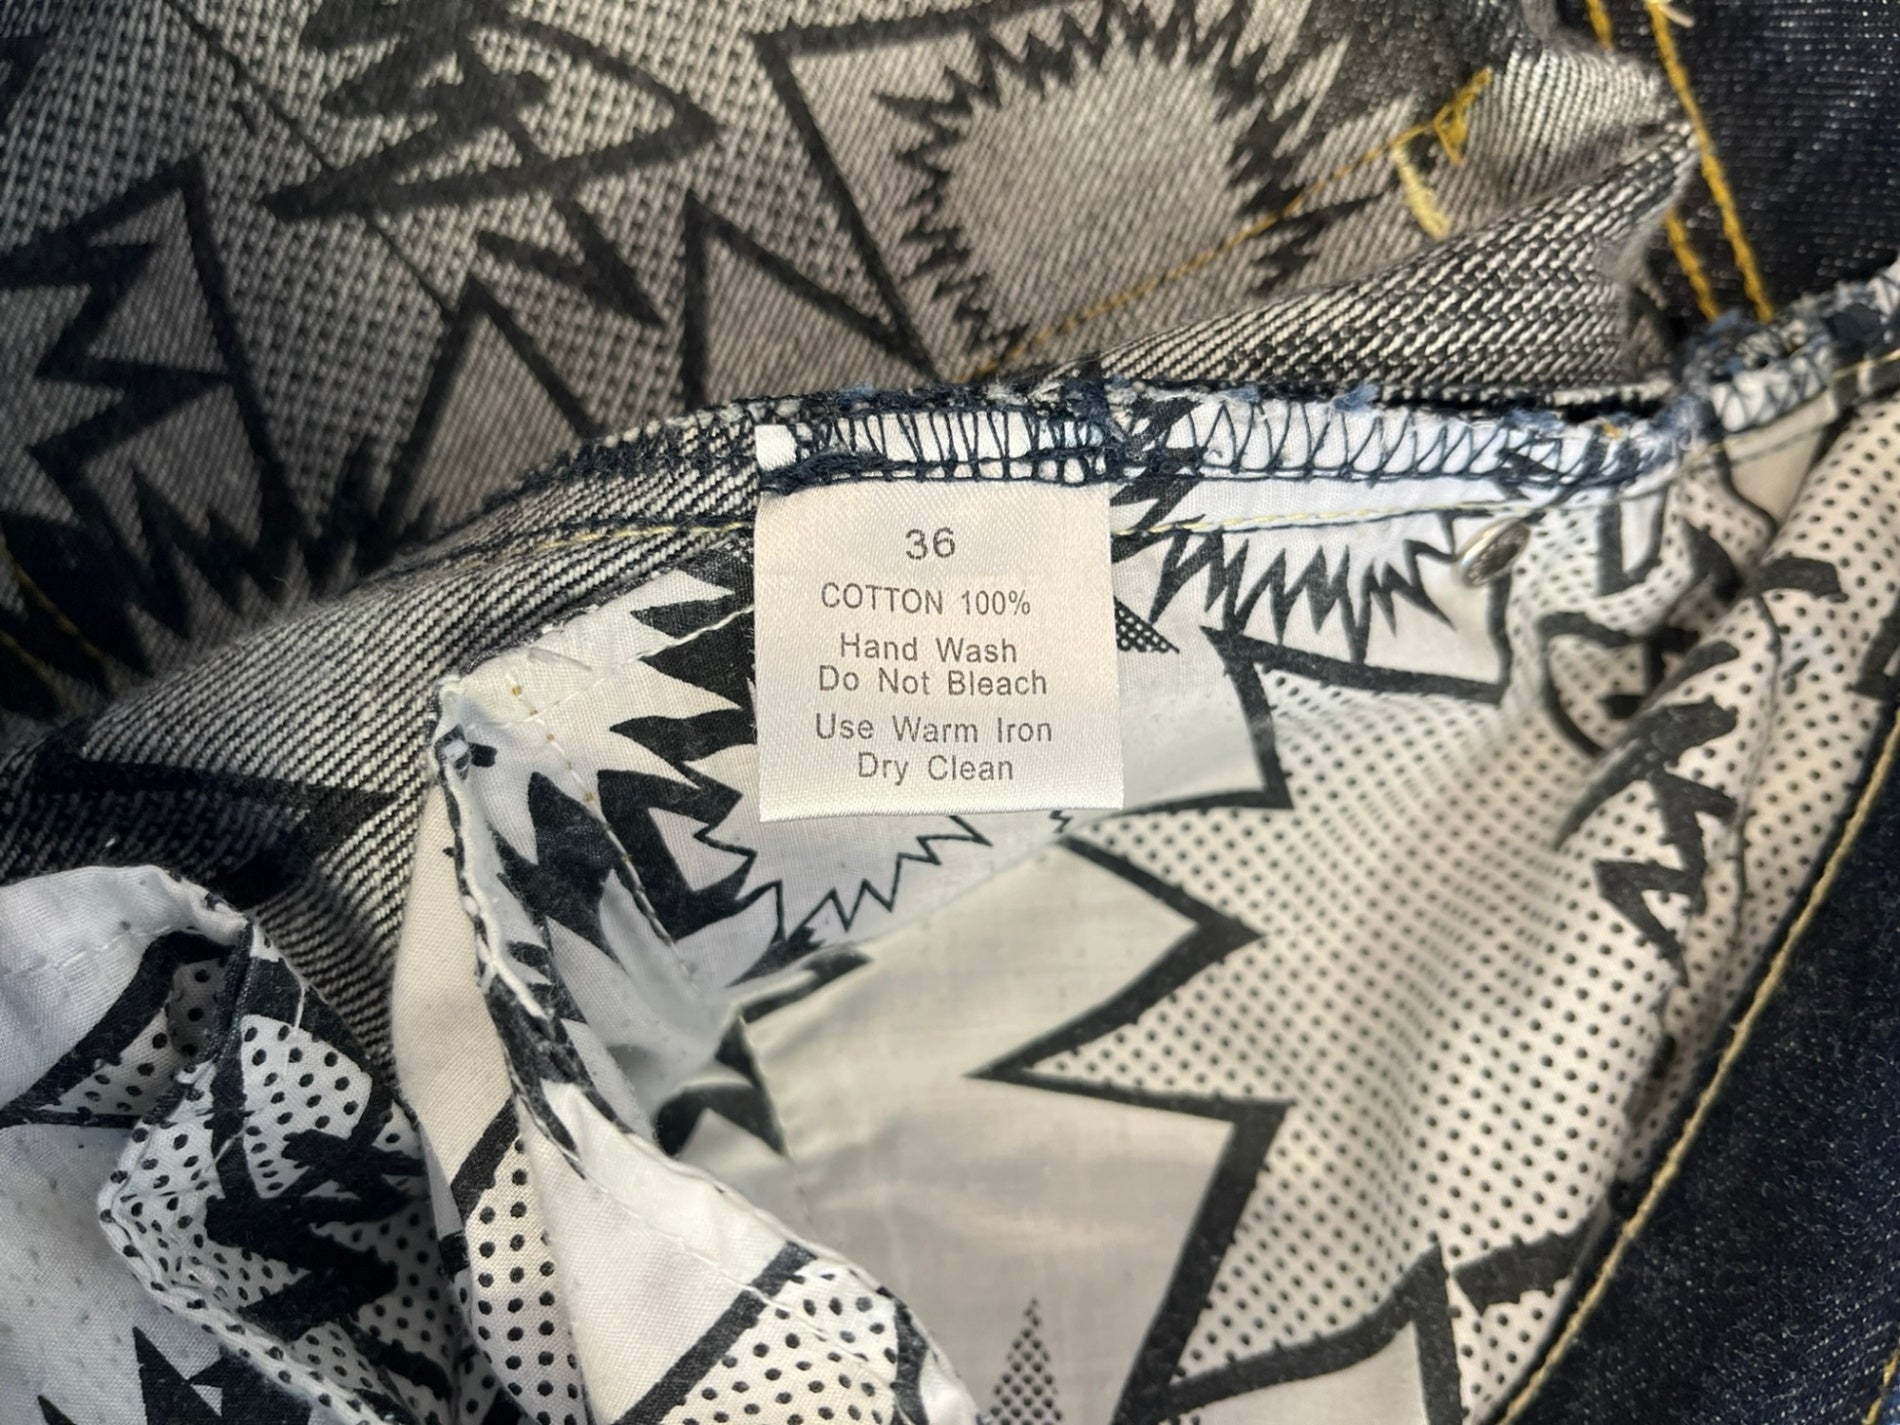 36
COTTON 100%
Hand Wash
Do Not Bleach
Use Warm Iron
Dry Clean